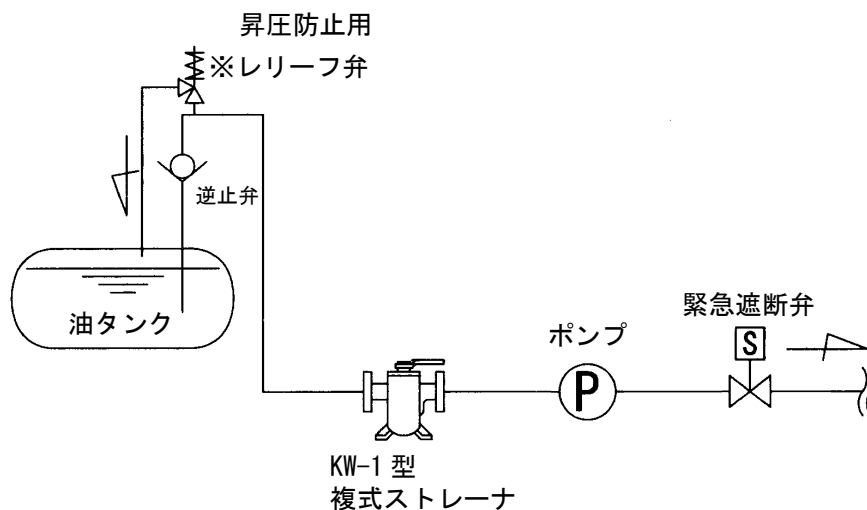 昇圧防止用
※レリーフ弁
逆止弁
油タンク
緊急遮断弁
S
ポンプ
P
KW-1 型
複式ストレーナ